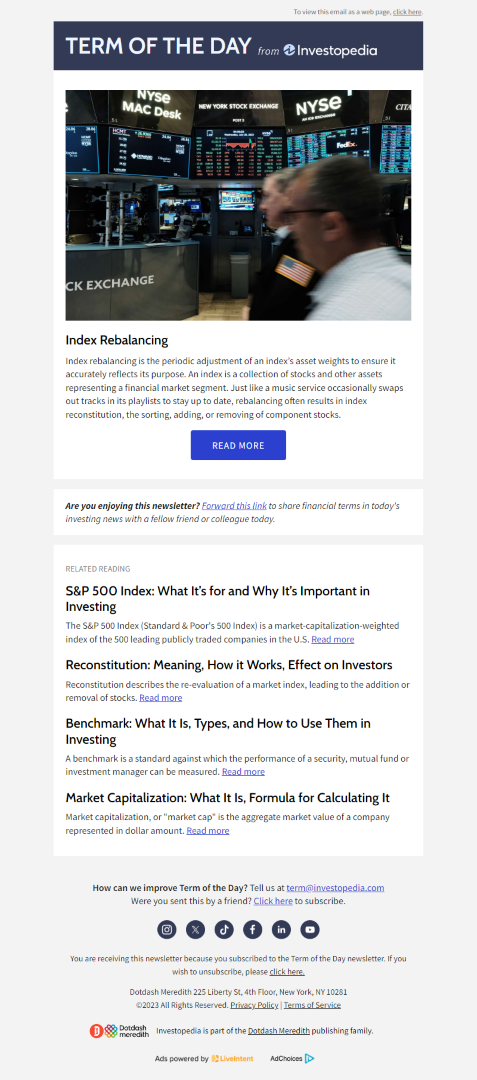 To view this email as a web page, click here.
TERM OF THE DAY from Investopedia
NYSE
MAC Desk
NEW YORK STOCK EXCHANGE
NYSE
CITA
HCMT
FedEx
CK EXCHANGE
Index Rebalancing
Index rebalancing is the periodic adjustment of an index's asset weights to ensure it
accurately reflects its purpose. An index is a collection of stocks and other assets
representing a financial market segment. Just like a music service occasionally swaps
out tracks in its playlists to stay up to date, rebalancing often results in index
reconstitution, the sorting, adding, or removing of component stocks.
READ MORE
Are you enjoying this newsletter? Forward this link to share financial terms in today's
investing news with a fellow friend or colleague today.
RELATED READING
S&P 500 Index: What It's for and Why It's Important in
Investing
The S&P 500 Index (Standard & Poor's 500 Index) is a market-capitalization-weighted
index of the 500 leading publicly traded companies in the U.S. Read more
Reconstitution: Meaning, How it Works, Effect on Investors
Reconstitution describes the re-evaluation of a market index, leading to the addition or
removal of stocks. Read more
Benchmark: What It Is, Types, and How to Use Them in
Investing
A benchmark is a standard against which the performance of a security, mutual fund or
investment manager can be measured. Read more
Market Capitalization: What It Is, Formula for Calculating It
Market capitalization, or "market cap" is the aggregate market value of a company
represented in dollar amount. Read more
How can we improve Term of the Day? Tell us at term@investopedia.com
Were you sent this by a friend? Click here to subscribe.
You are receiving this newsletter because you subscribed to the Term of the Day newsletter. If you
wish to unsubscribe, please click here.
Dotdash Meredith 225 Liberty St, 4th Floor, New York, NY 10281
©2023 All Rights Reserved. Privacy Policy | Terms of Service
Dotdash
meredith
Investopedia is part of the Dotdash Meredith publishing family.
Ads powered by LiveIntent AdChoices